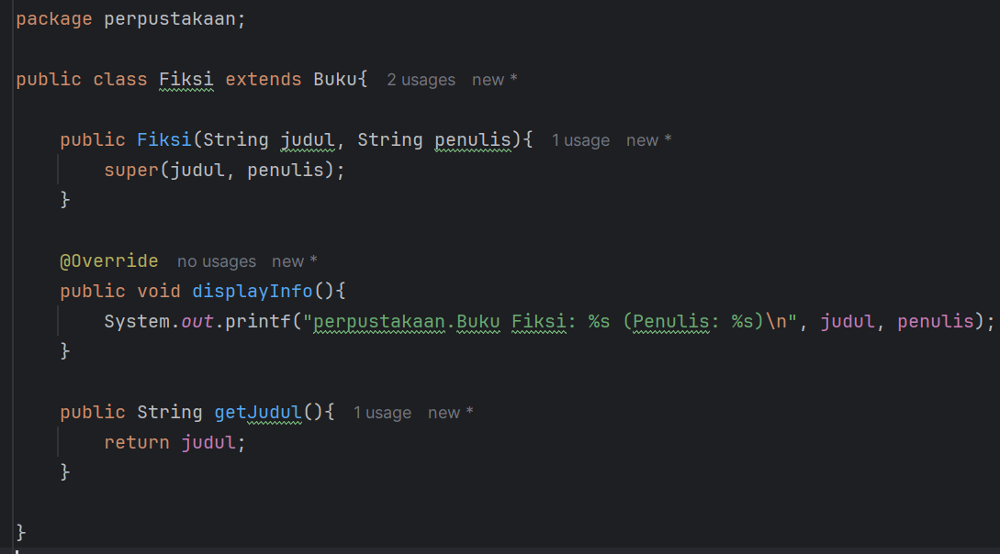 package perpustakaan;
public class Fiksi extends Buku{ 2 usages new *
public Fiksi(String judul, String penulis){ 1 usage new *
super(judul, penulis);
}
@Override no usages new *
public void displayInfo(){
System.out.printf("perpustakaan.Buku Fiksi: %s (Penulis: %s)\n", judul, penulis);
}
public String getJudul(){ 1 usage new *
return judul;
}
}